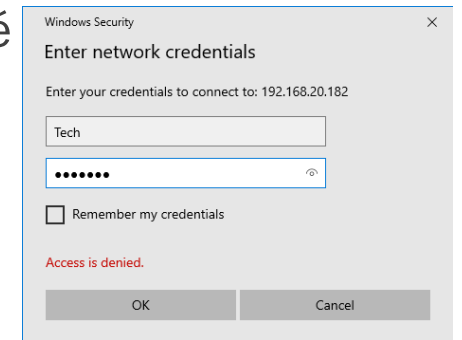 é
Windows Security
Enter network credentials
Enter your credentials to connect to: 192.168.20.182
Tech
●●●●●●●
Remember my credentials
Access is denied.
OK
Cancel